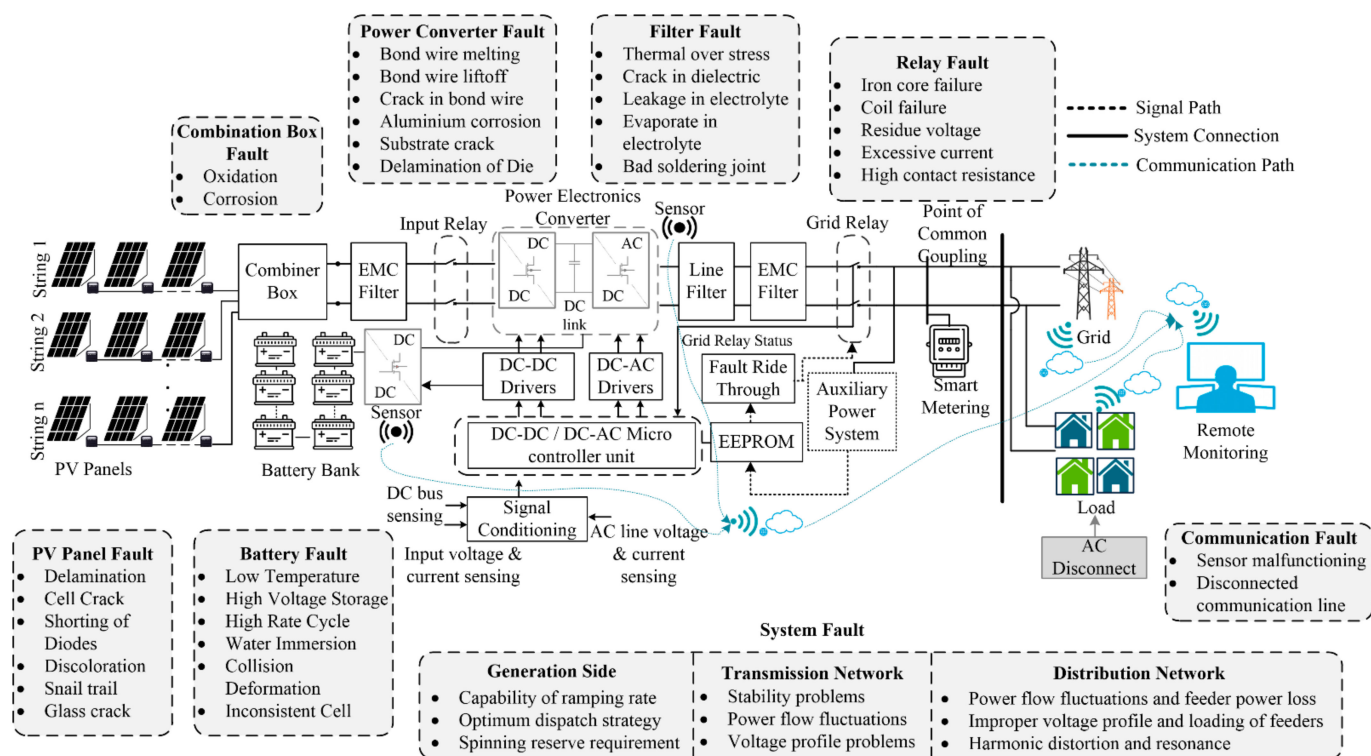 Power Converter Fault
Bond wire melting
Bond wire liftoff
Crack in bond wire
Aluminium corrosion
Substrate crack
Delamination of Die
Filter Fault
Thermal over stress
Crack in dielectric
Leakage in electrolyte
Evaporate in
electrolyte
Bad soldering joint
Relay Fault
Iron core failure
Coil failure
Residue voltage
Excessive current
High contact resistance
Signal Path
System Connection
Communication Path
Combination Box
Fault
Oxidation
Corrosion
String 1
String 2
String n
PV Panels
Combiner
Box
EMC
Filter
Input Relay
Power Electronics
Converter
DC
DC
AC
DC
DC
link
Sensor
Line
Filter
EMC
Filter
Grid Relay
Point of
Common
Coupling
Grid
Smart
Metering
Remote
Monitoring
Load
AC
Disconnect
Battery Bank
DC
DC
Sensor
DC-DC
Drivers
DC-AC
Drivers
Grid Relay Status
Fault Ride
Through
Auxiliary
Power
System
EEPROM
DC-DC / DC-AC Micro
controller unit
DC bus
sensing
Signal
Conditioning
Input voltage &
current sensing
AC line voltage
& current
sensing
PV Panel Fault
Delamination
Cell Crack
Shorting of
Diodes
Discoloration
Snail trail
Glass crack
Battery Fault
Low Temperature
High Voltage Storage
High Rate Cycle
Water Immersion
Collision
Deformation
Inconsistent Cell
Communication Fault
Sensor malfunctioning
Disconnected
communication line
System Fault
Generation Side
Capability of ramping rate
Optimum dispatch strategy
Spinning reserve requirement
Transmission Network
Stability problems
Power flow fluctuations
Voltage profile problems
Distribution Network
Power flow fluctuations and feeder power loss
Improper voltage profile and loading of feeders
Harmonic distortion and resonance